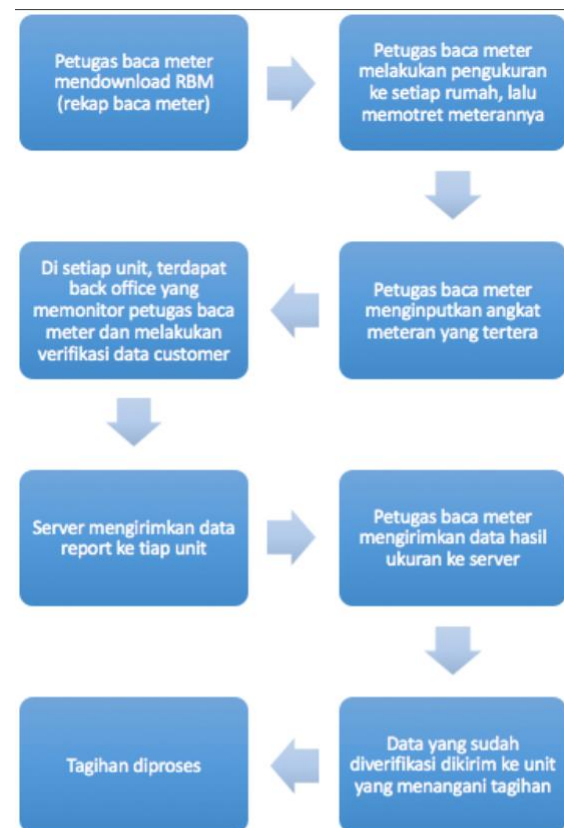 Petugas baca meter
mendownload RBM
(rekap baca meter)
Petugas baca meter
melakukan pengukuran
ke setiap rumah, lalu
memotret meterannya
Petugas baca meter
menginputkan angkat
meteran yang tertera
Di setiap unit, terdapat
back office yang
memonitor petugas baca
meter dan melakukan
verifikasi data customer
Server mengirimkan data
report ke tiap unit
Petugas baca meter
mengirimkan data hasil
ukuran ke server
Data yang sudah
diverifikasi dikirim ke unit
yang menangani tagihan
Tagihan diproses